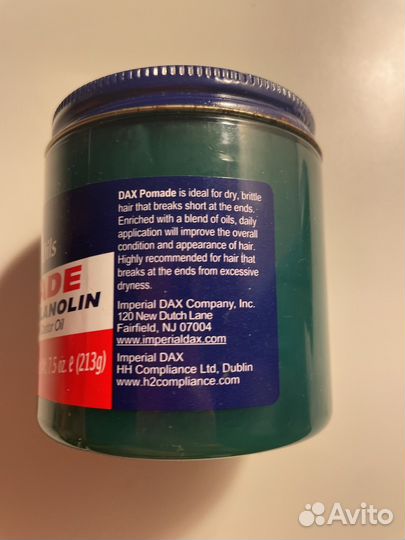 DAX Pomade is ideal for dry, brittle
hair that breaks short at the ends.
Enriched with a blend of oils, daily
application will improve the overall
condition and appearance of hair.
Highly recommended for hair that
breaks at the ends from excessive
dryness.
Imperial DAX Company, Inc.
120 New Dutch Lane
Fairfield, NJ 07004
www.imperialdax.com
Imperial DAX
HH Compliance Ltd, Dublin
www.h2compliance.com
ils
ADE
LANOLIN
tor Oil
7.5 oz. e (213g)
Avito